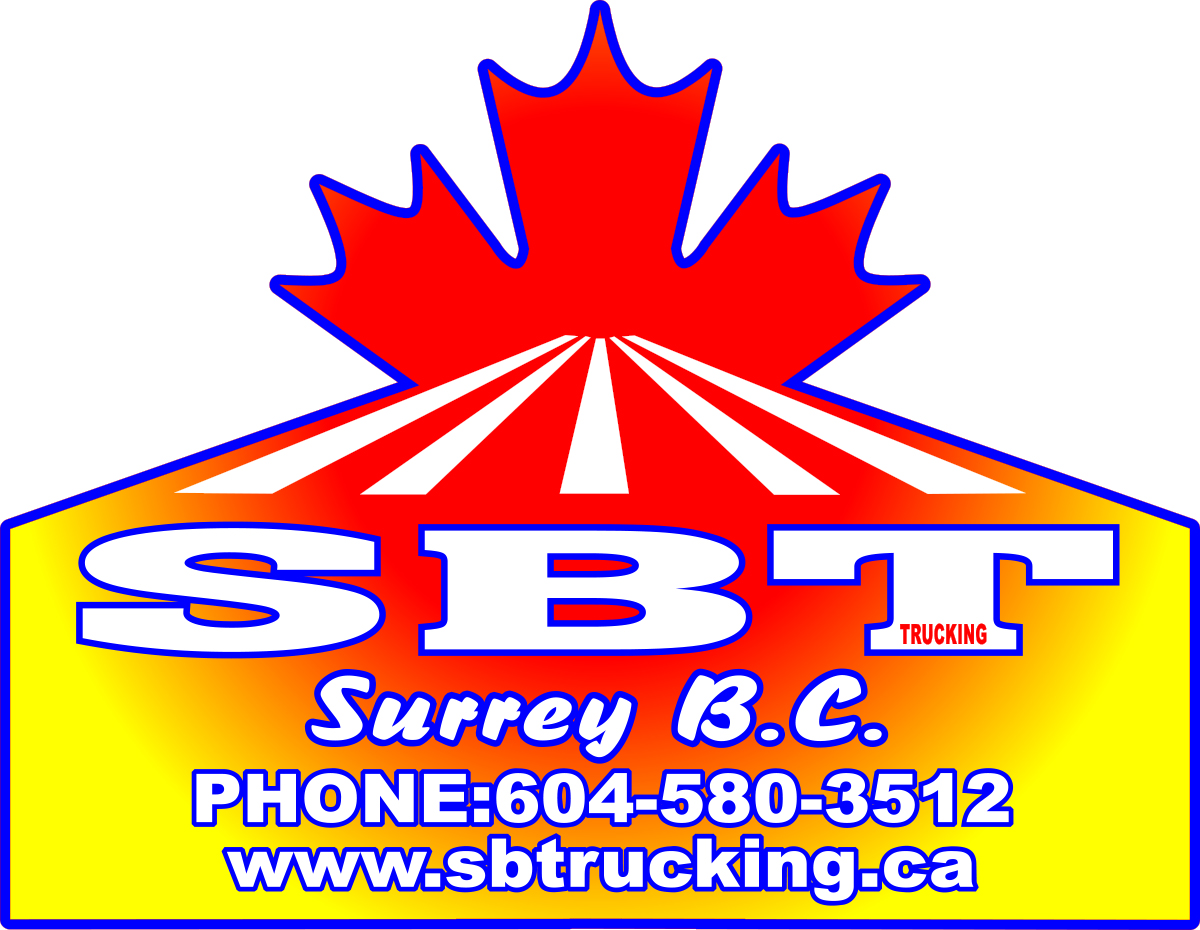 SBT
TRUCKING
Surrey B.C.
PHONE:604-580-3512
www.sbtrucking.ca